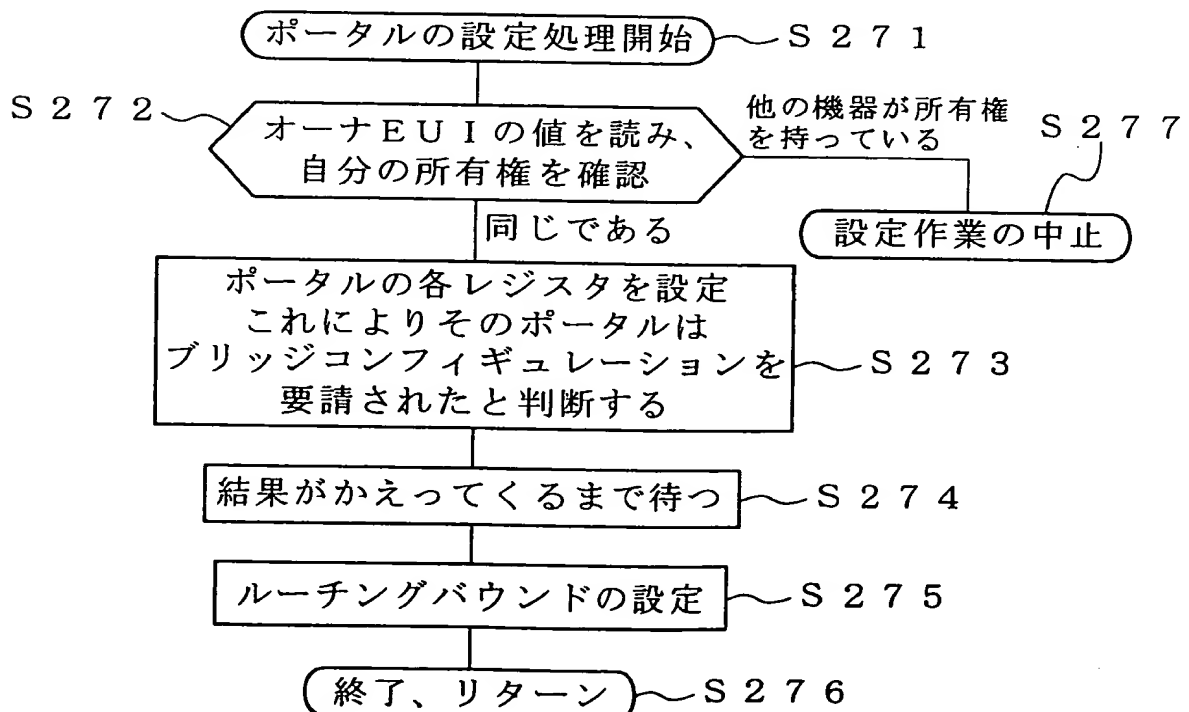 ポータルの設定処理開始
S271
S272
オーナEUIの値を読み、
自分の所有権を確認
他の機器が所有権
を持っている
S277
設定作業の中止
同じである
ポータルの各レジスタを設定
これによりそのポータルは
ブリッジコンフィギュレーションを
要請されたと判断する
S273
結果がかえってくるまで待つ
S274
ルーチングバウンドの設定
S275
終了、リターン
S276